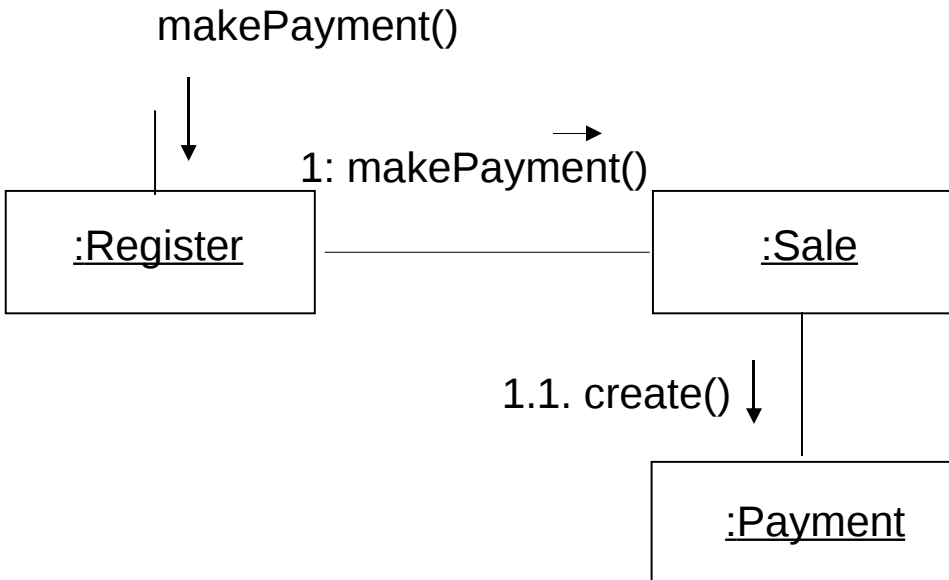 makePayment()
1: makePayment()
:Register
:Sale
1.1. create()
:Payment